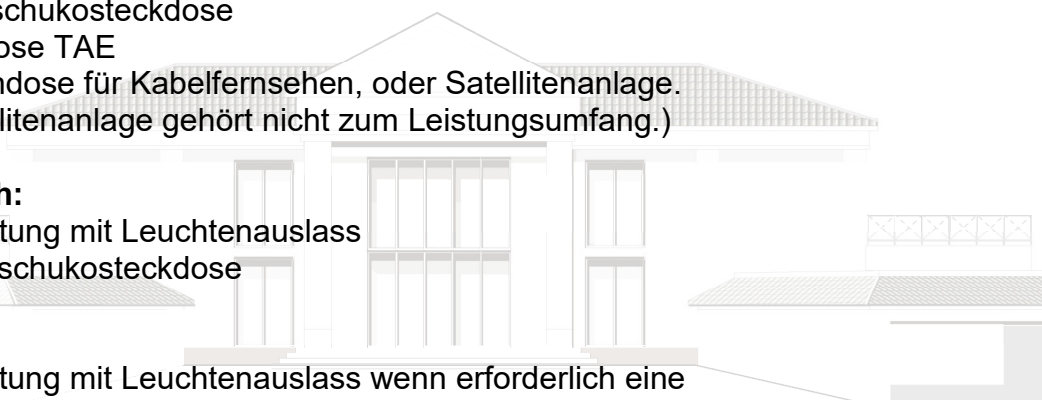 schukosteckdose
ose TAE
ndose für Kabelfernsehen, oder Satellitenanlage.
litenanlage gehört nicht zum Leistungsumfang.)
h:
tung mit Leuchtenauslass
schukosteckdose
tung mit Leuchtenauslass wenn erforderlich eine